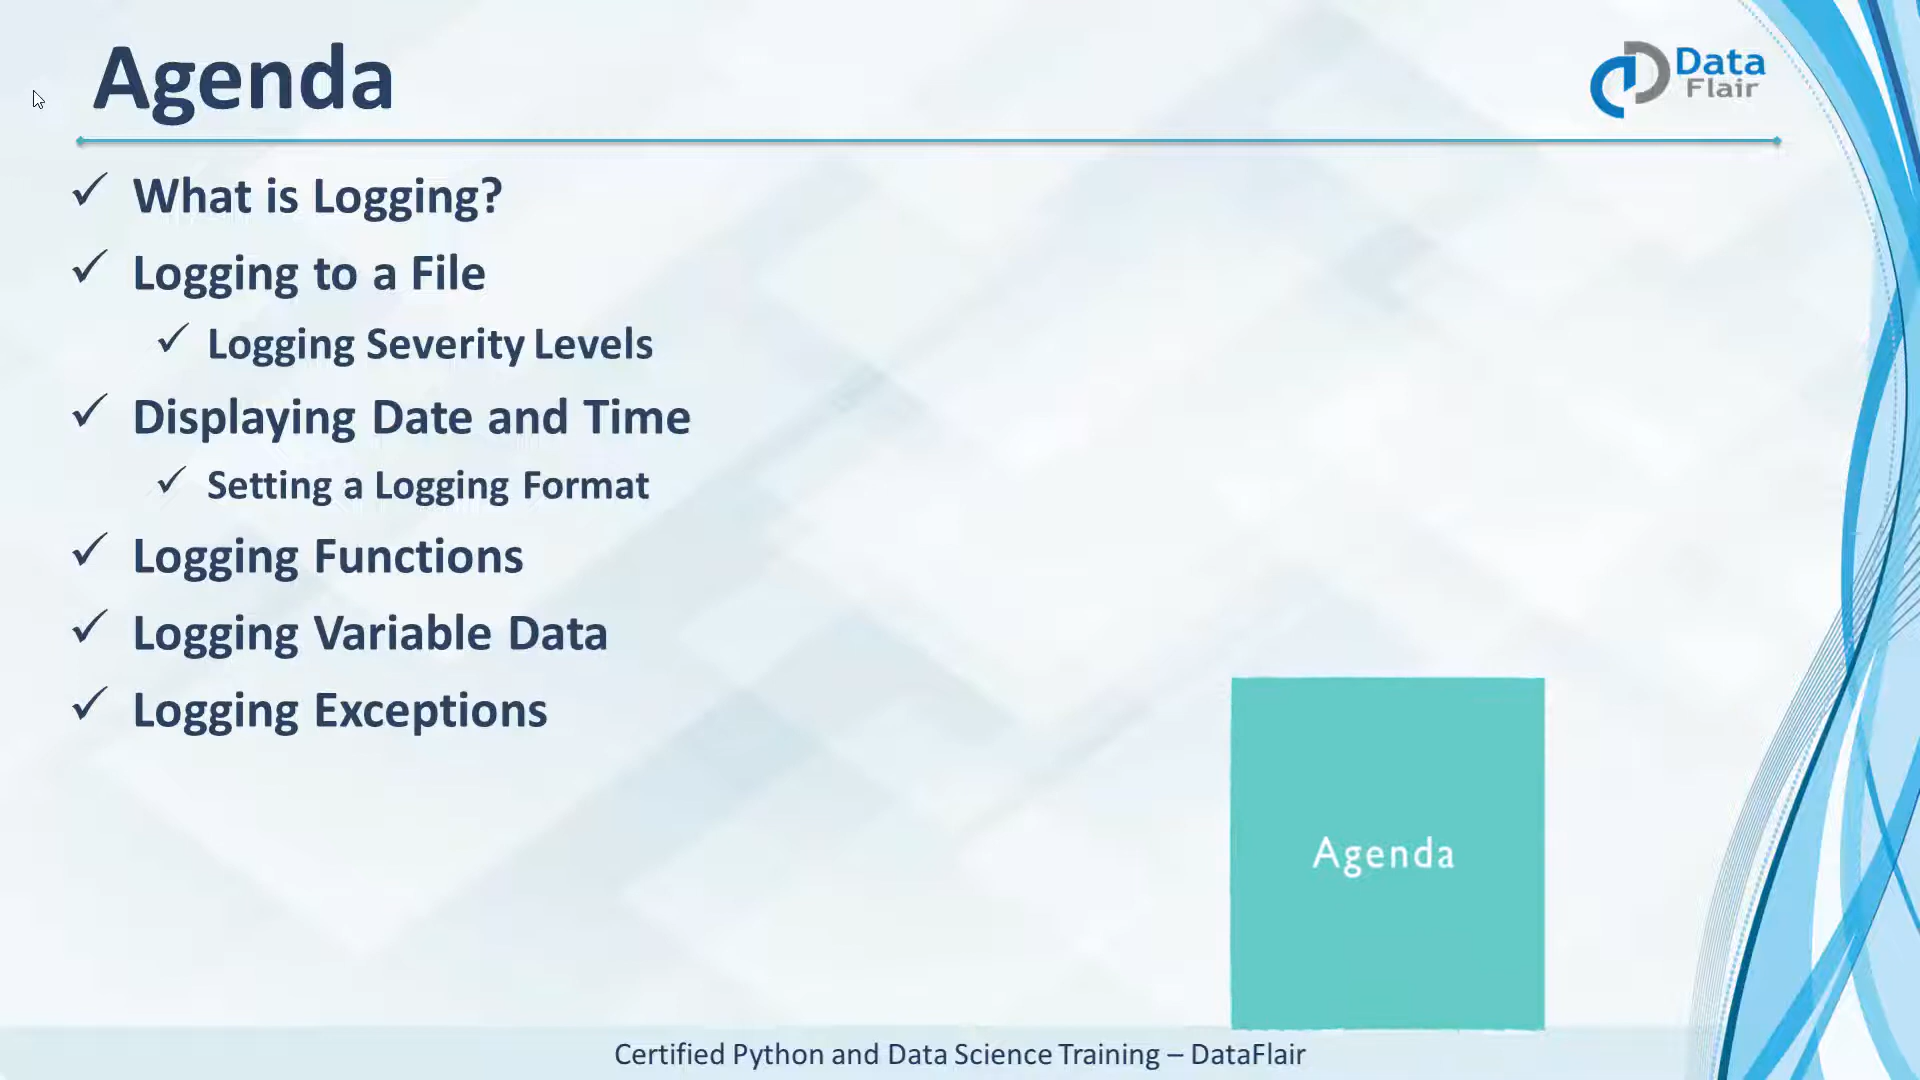 Agenda
Data
Flair
What is Logging?
Logging to a File
Logging Severity Levels
Displaying Date and Time
Setting a Logging Format
Logging Functions
Logging Variable Data
Logging Exceptions
Agenda
Certified Python and Data Science Training – DataFlair